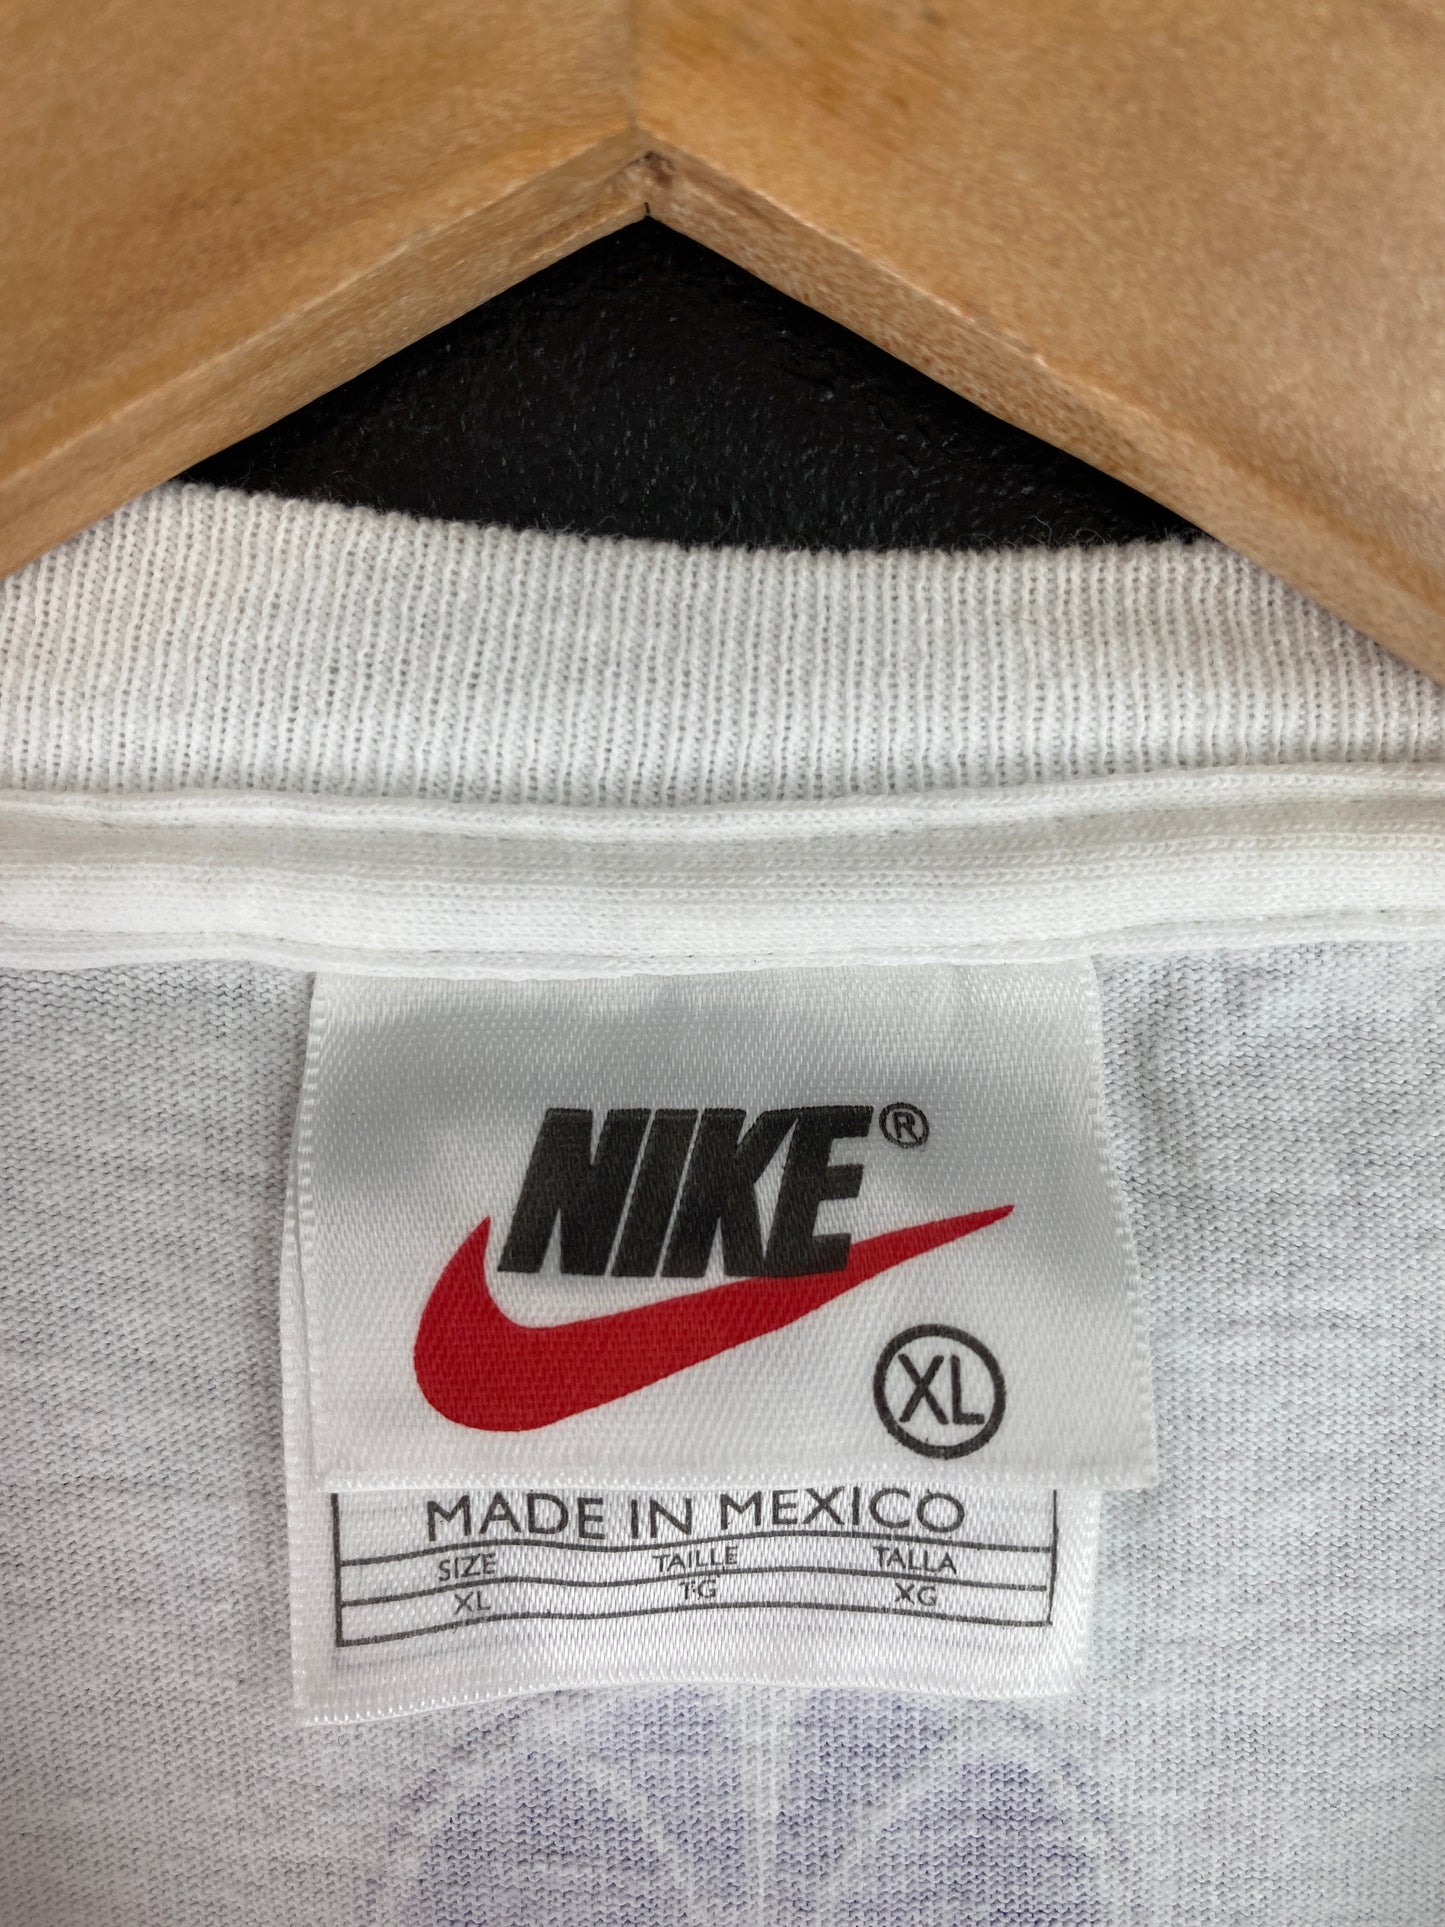 NIKE®
XL
MADE IN MEXICO
SIZE TAILLE TALLA
XL TG XG